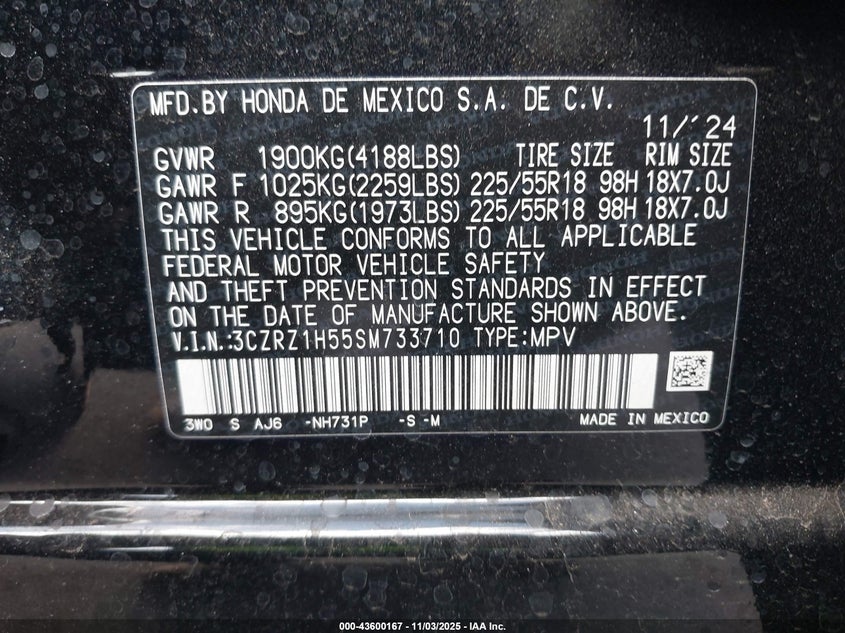 MFD.BY HONDA DE MEXICO S.A. DE C.V.
11/'24
GVWR 1900KG(4188LBS) TIRE SIZE RIM SIZE
GAWR F 1025KG(2259LBS) 225/55R18 98H 18X7.0J
GAWR R 895KG(1973LBS) 225/55R18 98H 18X7.0J
THIS VEHICLE CONFORMS TO ALL APPLICABLE
FEDERAL MOTOR VEHICLE SAFETY
AND THEFT PREVENTION STANDARDS IN EFFECT
ON THE DATE OF MANUFACTURE SHOWN ABOVE.
V.I.N.:3CZRZ1H55SM733710 TYPE:MPV
3W0 S AJ6 -NH731P -S -M MADE IN MEXICO
000-43600167 - 11/03/2025 - IAA Inc.